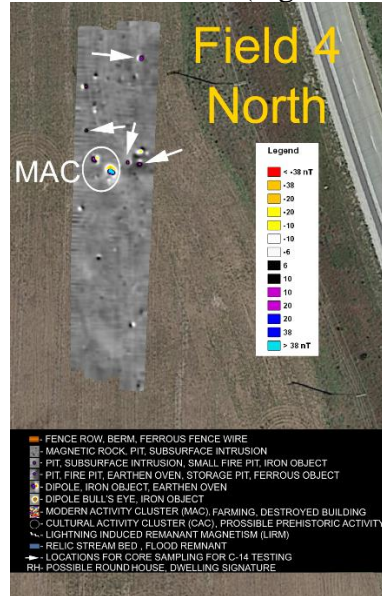 Field 4
North
MAC
Legend
< -38 nT
-38
-20
-20
-10
-10
-6
6
10
10
20
20
38
> 38 nT
- FENCE ROW, BERM, FERROUS FENCE WIRE
- MAGNETIC ROCK, PIT, SUBSURFACE INTRUSION
- PIT, SUBSURFACE INTRUSION, SMALL FIRE PIT, IRON OBJECT
- PIT, FIRE PIT, EARTHEN OVEN, STORAGE PIT, FERROUS OBJECT
- DIPOLE, IRON OBJECT, EARTHEN OVEN
- DIPOLE BULL'S EYE, IRON OBJECT
- MODERN ACTIVITY CLUSTER (MAC), FARMING, DESTROYED BUILDING
- CULTURAL ACTIVITY CLUSTER (CAC), PROSSIBLE PREHISTORIC ACTIVITY
- LIGHTNING INDUCED REMANANT MAGNETISM (LIRM)
- RELIC STREAM BED , FLOOD REMNANT
- LOCATIONS FOR CORE SAMPLING FOR C-14 TESTING
RH- POSSIBLE ROUND HOUSE, DWELLING SIGNATURE